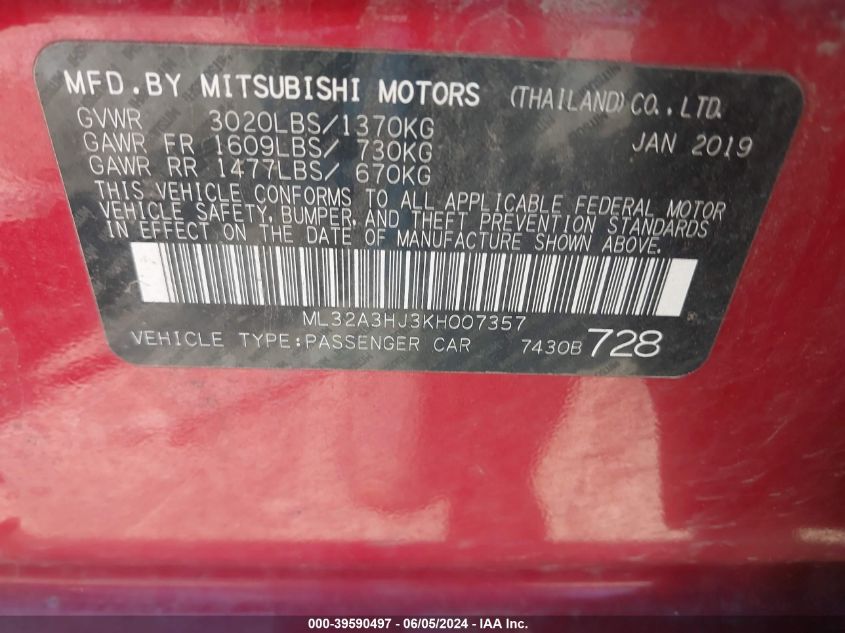 MFD.BY MITSUBISHI MOTORS (THAILAND) CO.,LTD.
GVWR 3020LBS/1370KG JAN 2019
GAWR FR 1609LBS/ 730KG
GAWR RR 1477LBS/ 670KG
THIS VEHICLE CONFORMS TO ALL APPLICABLE FEDERAL MOTOR
VEHICLE SAFETY, BUMPER, AND THEFT PREVENTION STANDARDS
IN EFFECT ON THE DATE OF MANUFACTURE SHOWN ABOVE.
ML32A3HJ3KH007357
VEHICLE TYPE:PASSENGER CAR 7430B 728
000-39590497 - 06/05/2024 - IAA Inc.